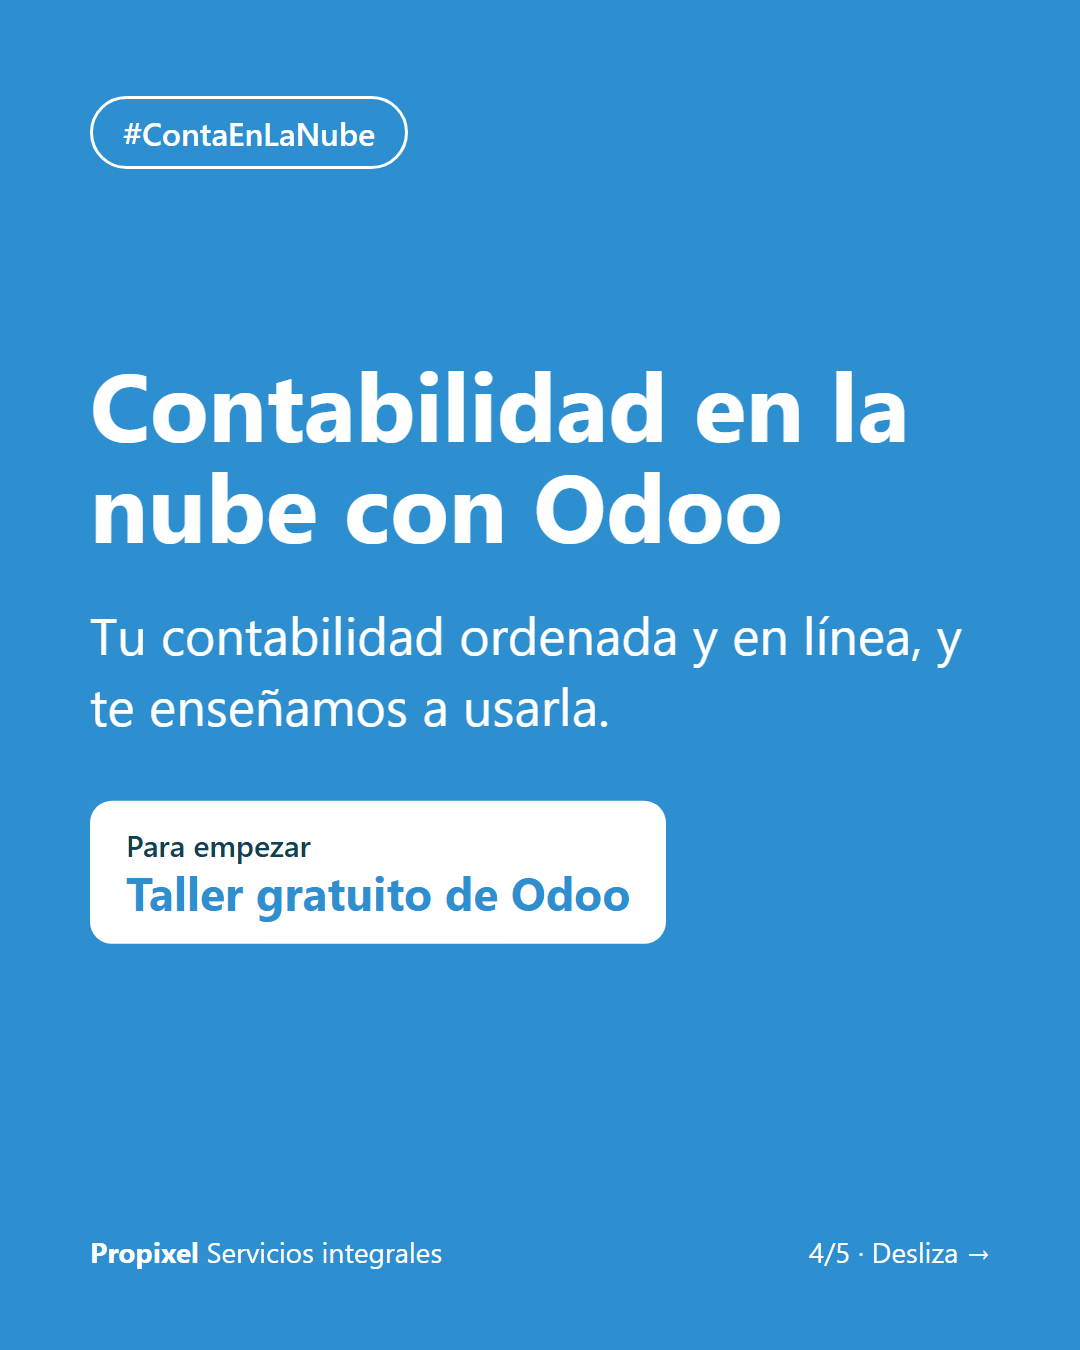 #ContaEnLaNube
Contabilidad en la
nube con Odoo
Tu contabilidad ordenada y en línea, y
te enseñamos a usarla.
Para empezar
Taller gratuito de Odoo
Propixel Servicios integrales
4/5 · Desliza →